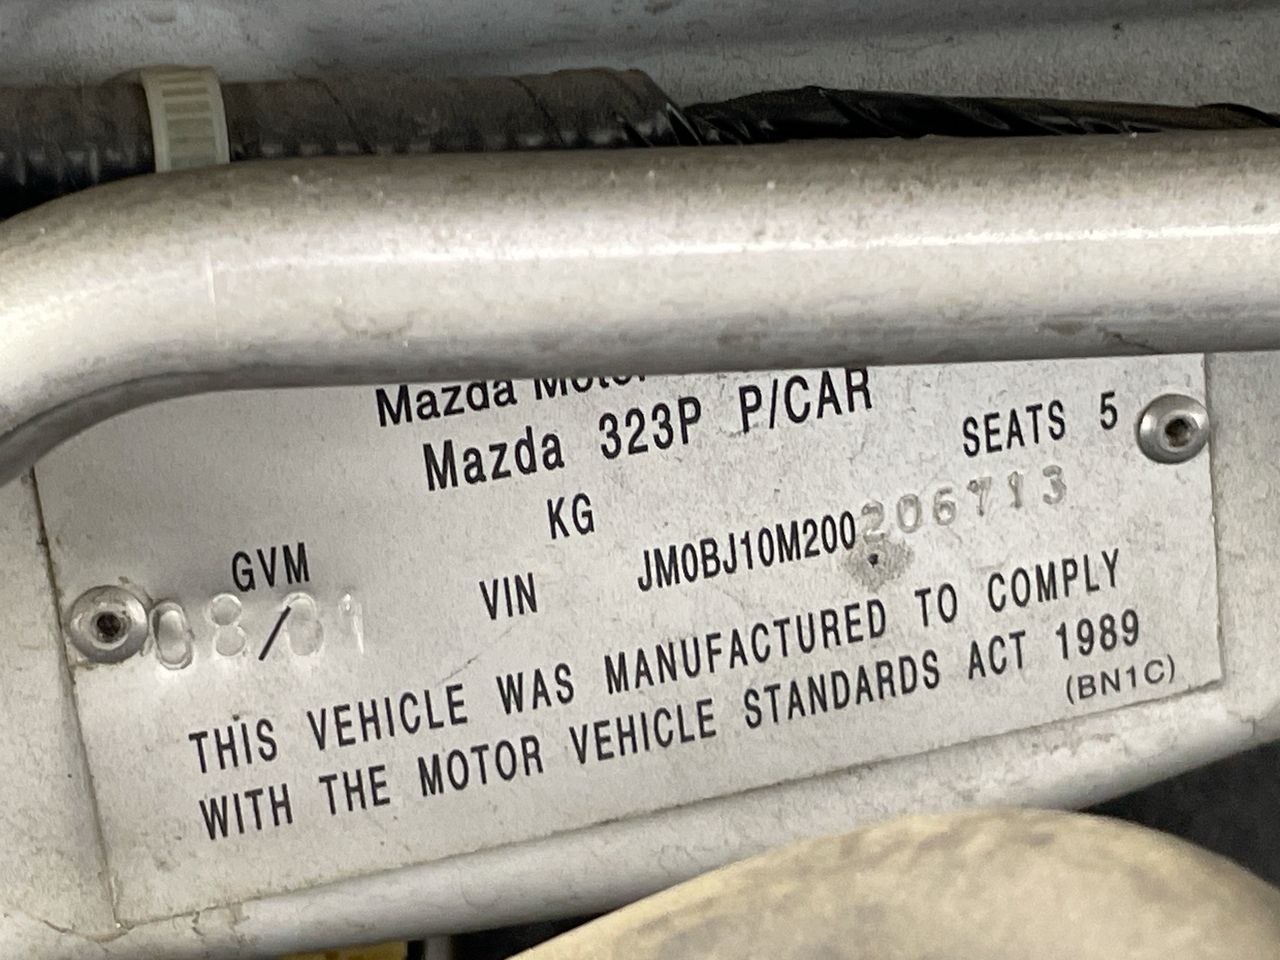 Mazda Motor
Mazda 323P P/CAR
SEATS 5
KG
GVM
VIN JM0BJ10M200206713
08/01
THIS VEHICLE WAS MANUFACTURED TO COMPLY
WITH THE MOTOR VEHICLE STANDARDS ACT 1989
(BN1C)